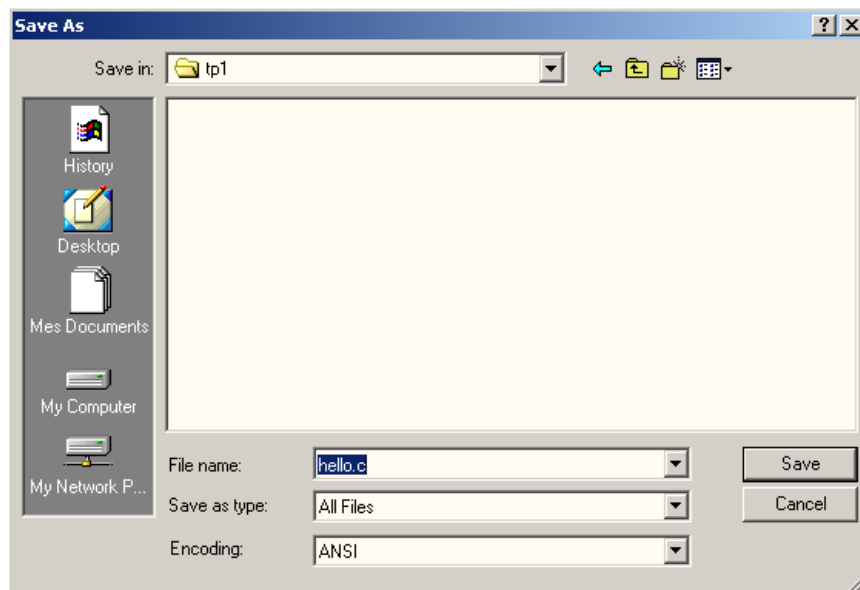 Save As
Save in: tp1
History
Desktop
Mes Documents
My Computer
My Network P...
File name: hello.c Save
Save as type: All Files Cancel
Encoding: ANSI